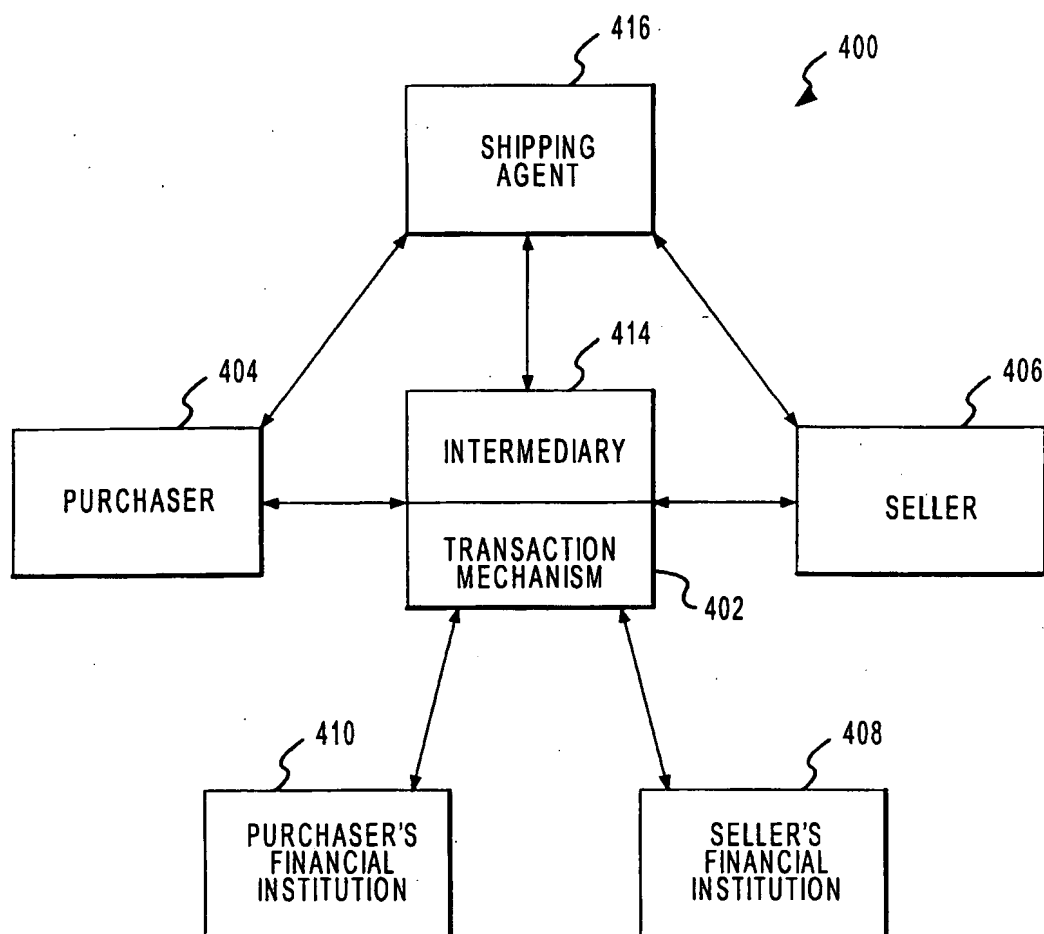 416
400
SHIPPING
AGENT
414
404
406
INTERMEDIARY
PURCHASER
SELLER
TRANSACTION
MECHANISM
402
410
408
PURCHASER'S
FINANCIAL
INSTITUTION
SELLER'S
FINANCIAL
INSTITUTION